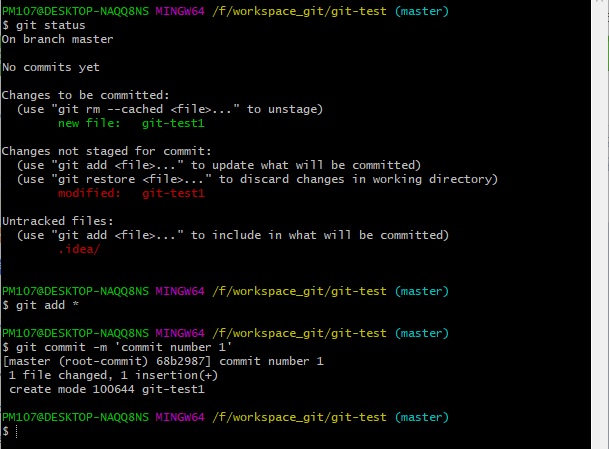 PM107@DESKTOP-NAQQ8NS MINGW64 /f/workspace_git/git-test (master)
$ git status
On branch master
No commits yet
Changes to be committed:
(use "git rm --cached <file>..." to unstage)
new file:   git-test1
Changes not staged for commit:
(use "git add <file>..." to update what will be committed)
(use "git restore <file>..." to discard changes in working directory)
modified:   git-test1
Untracked files:
(use "git add <file>..." to include in what will be committed)
.idea/
PM107@DESKTOP-NAQQ8NS MINGW64 /f/workspace_git/git-test (master)
$ git add *
PM107@DESKTOP-NAQQ8NS MINGW64 /f/workspace_git/git-test (master)
$ git commit -m 'commit number 1'
[master (root-commit) 68b2987] commit number 1
1 file changed, 1 insertion(+)
create mode 100644 git-test1
PM107@DESKTOP-NAQQ8NS MINGW64 /f/workspace_git/git-test (master)
$